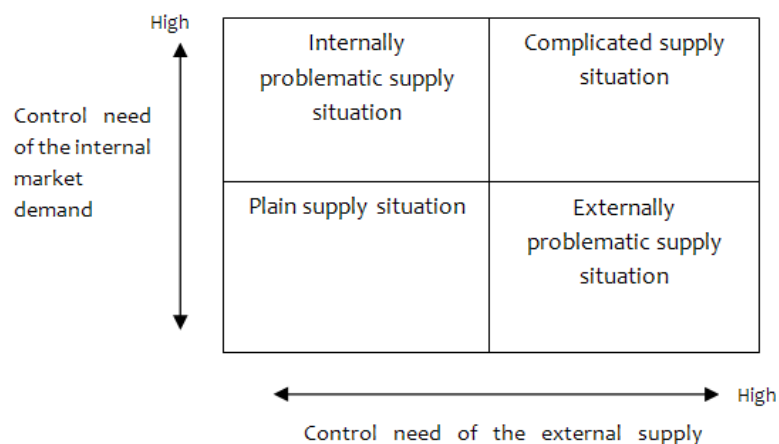 High
Internally
problematic supply
situation
Complicated supply
situation
Control need
of the internal
market
demand
Plain supply situation
Externally
problematic supply
situation
High
Control need of the external supply